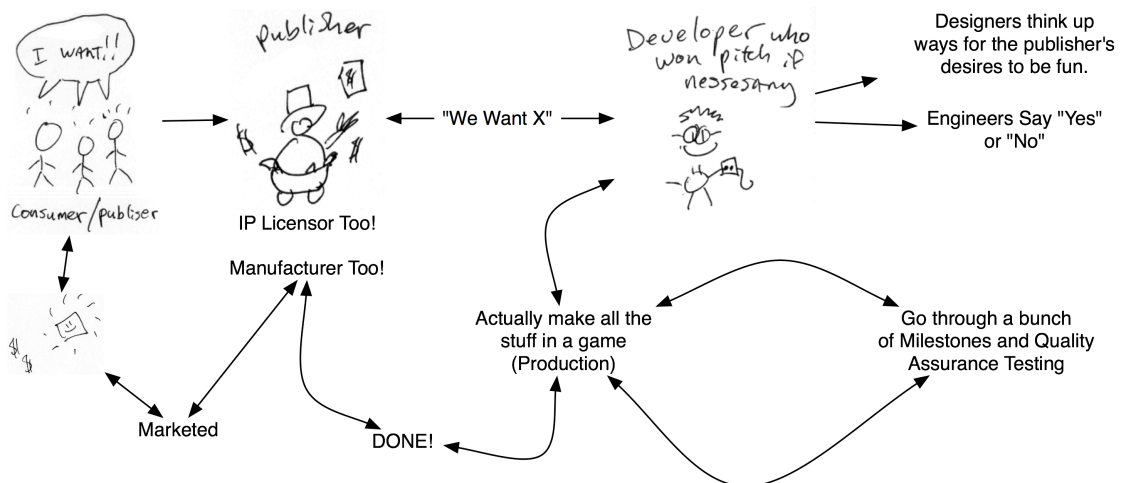 I WANT!!
Consumer/publiser
publisher
$
$
$
IP Licensor Too!
Manufacturer Too!
"We Want X"
Developer who
won pitch if
nessesary
Designers think up
ways for the publisher's
desires to be fun.
Engineers Say "Yes"
or "No"
Actually make all the
stuff in a game
(Production)
Go through a bunch
of Milestones and Quality
Assurance Testing
$
$
Marketed
DONE!